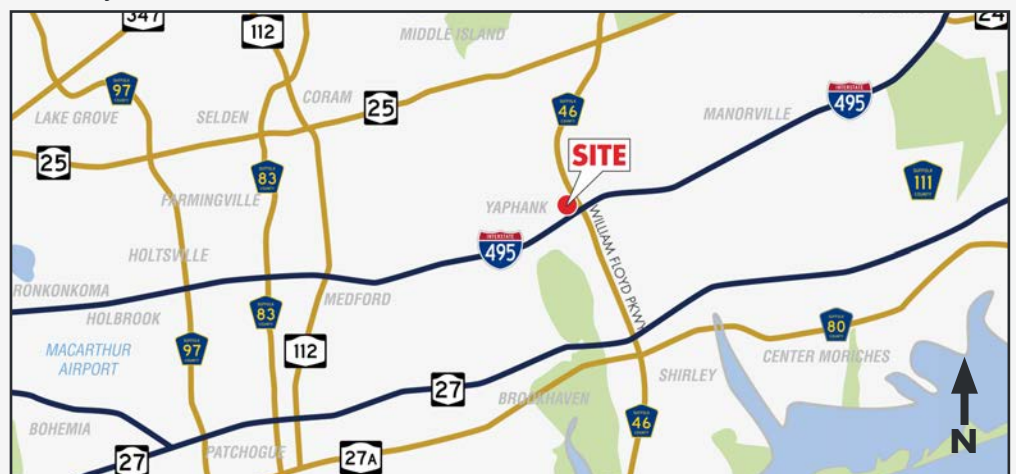 347
112
24
MIDDLE ISLAND
SUFFOLK
97
COUNTY
CORAM
25
SUFFOLK
46
COUNTY
INTERSTATE
495
LAKE GROVE
SELDEN
MANORVILLE
25
SUFFOLK
83
COUNTY
SITE
SUFFOLK
111
COUNTY
FARMINGVILLE
YAPHANK
WILLIAM FLOYD PKWY
INTERSTATE
495
HOLTSVILLE
RONKONKOMA
MEDFORD
HOLBROOK
SUFFOLK
83
COUNTY
SUFFOLK
97
COUNTY
112
SUFFOLK
80
COUNTY
MACARTHUR
AIRPORT
CENTER MORICHES
SHIRLEY
27
BROOKHAVEN
SUFFOLK
46
COUNTY
BOHEMIA
PATCHOGUE
27
27A
N